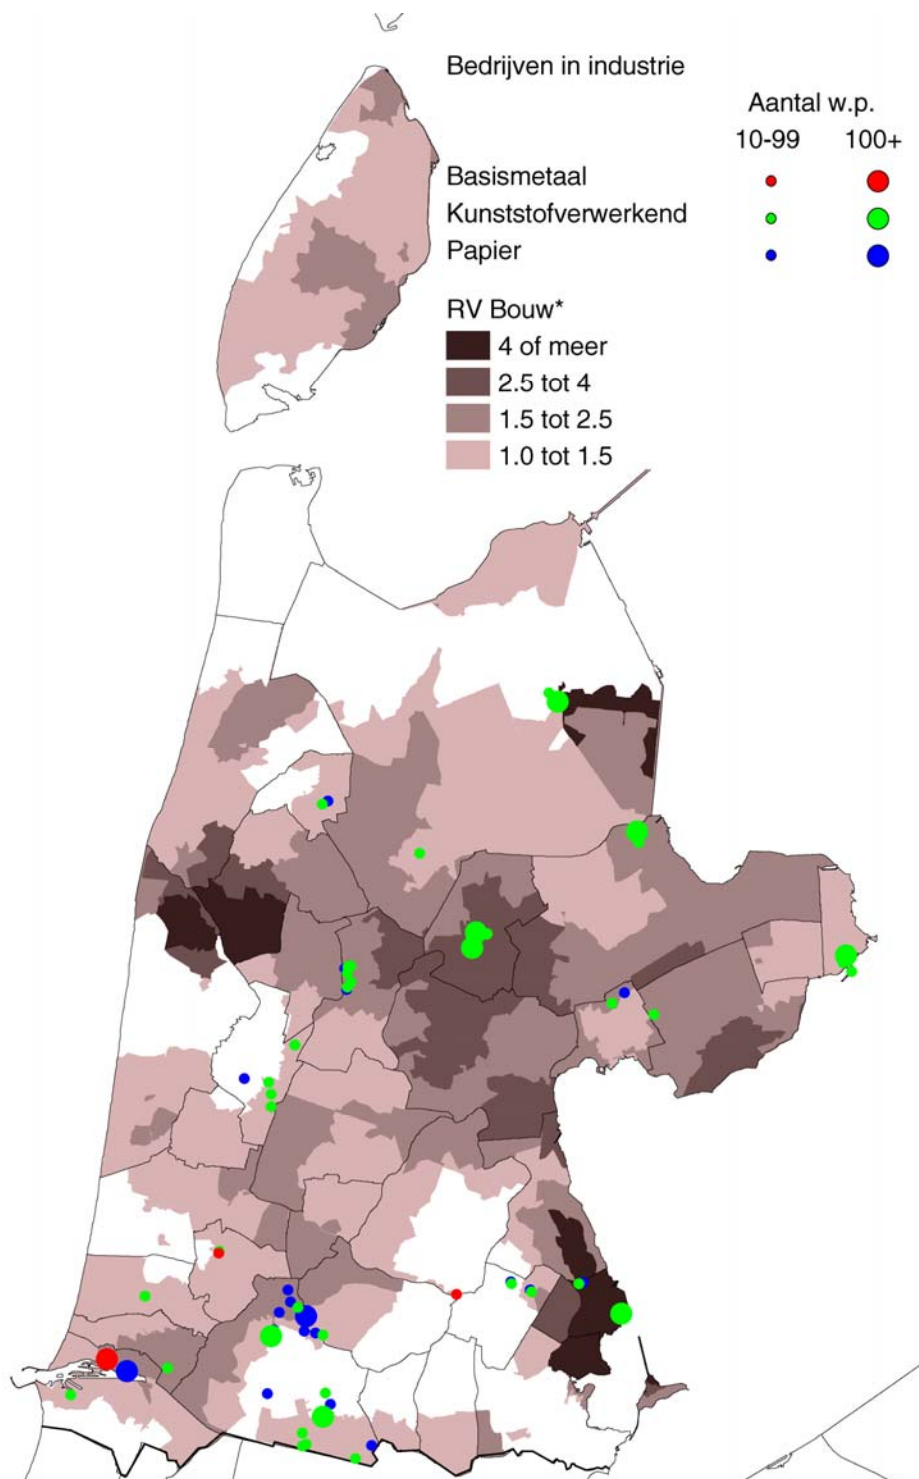 Bedrijven in industrie
Aantal w.p.
10-99 100+
Basismetaal
Kunststofverwerkend
Papier
RV Bouw*
4 of meer
2.5 tot 4
1.5 tot 2.5
1.0 tot 1.5